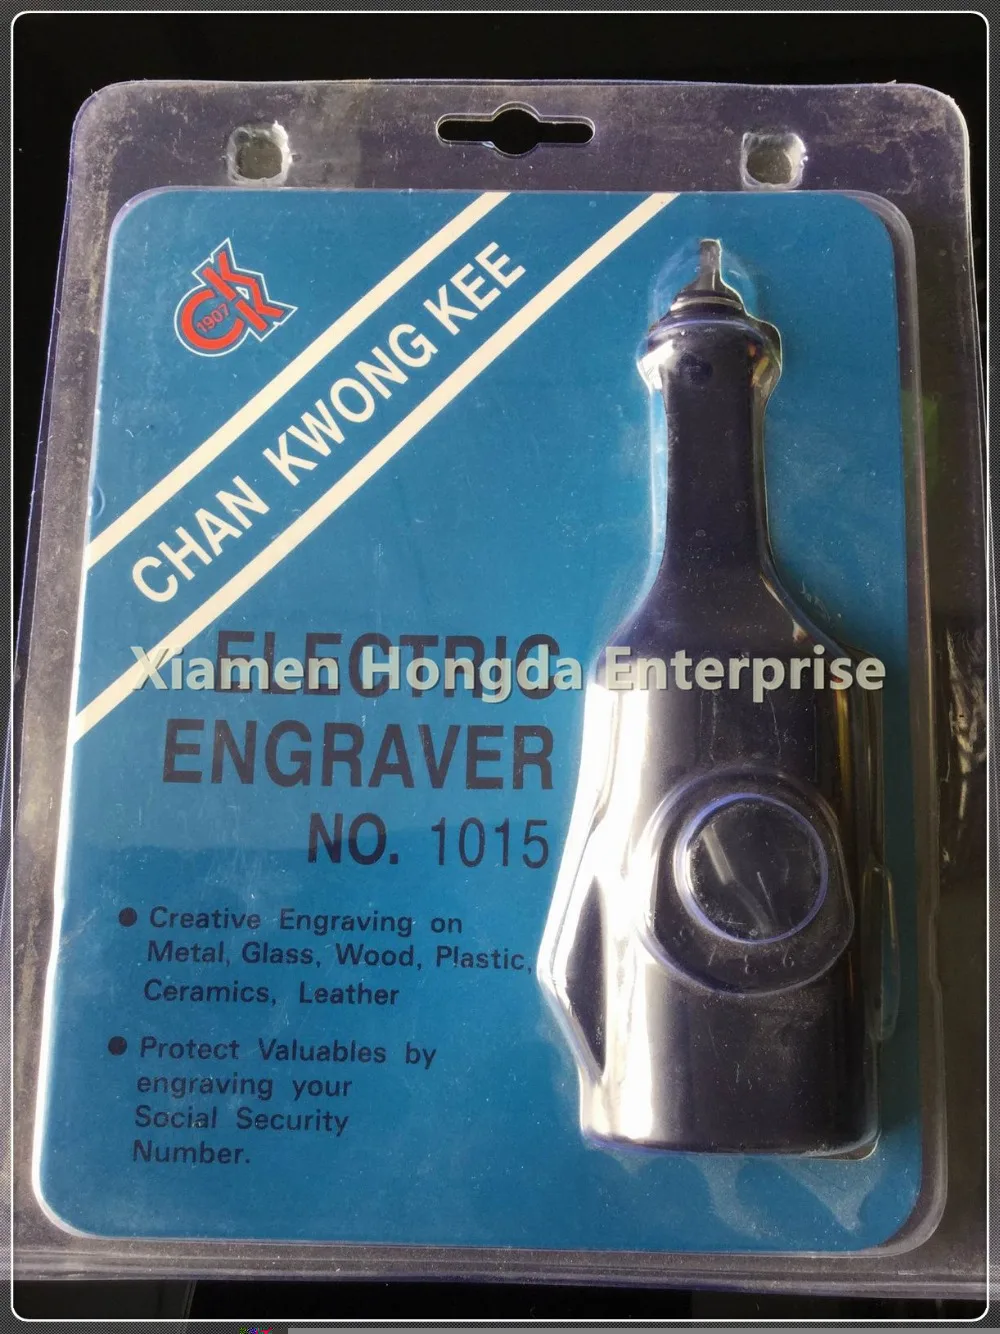 CKK
1907
CHAN KWONG KEE
ELECTRIC
Xiamen Hongda Enterprise
ENGRAVER
NO. 1015
● Creative Engraving on
Metal, Glass, Wood, Plastic,
Ceramics, Leather
● Protect Valuables by
engraving your
Social Security
Number.